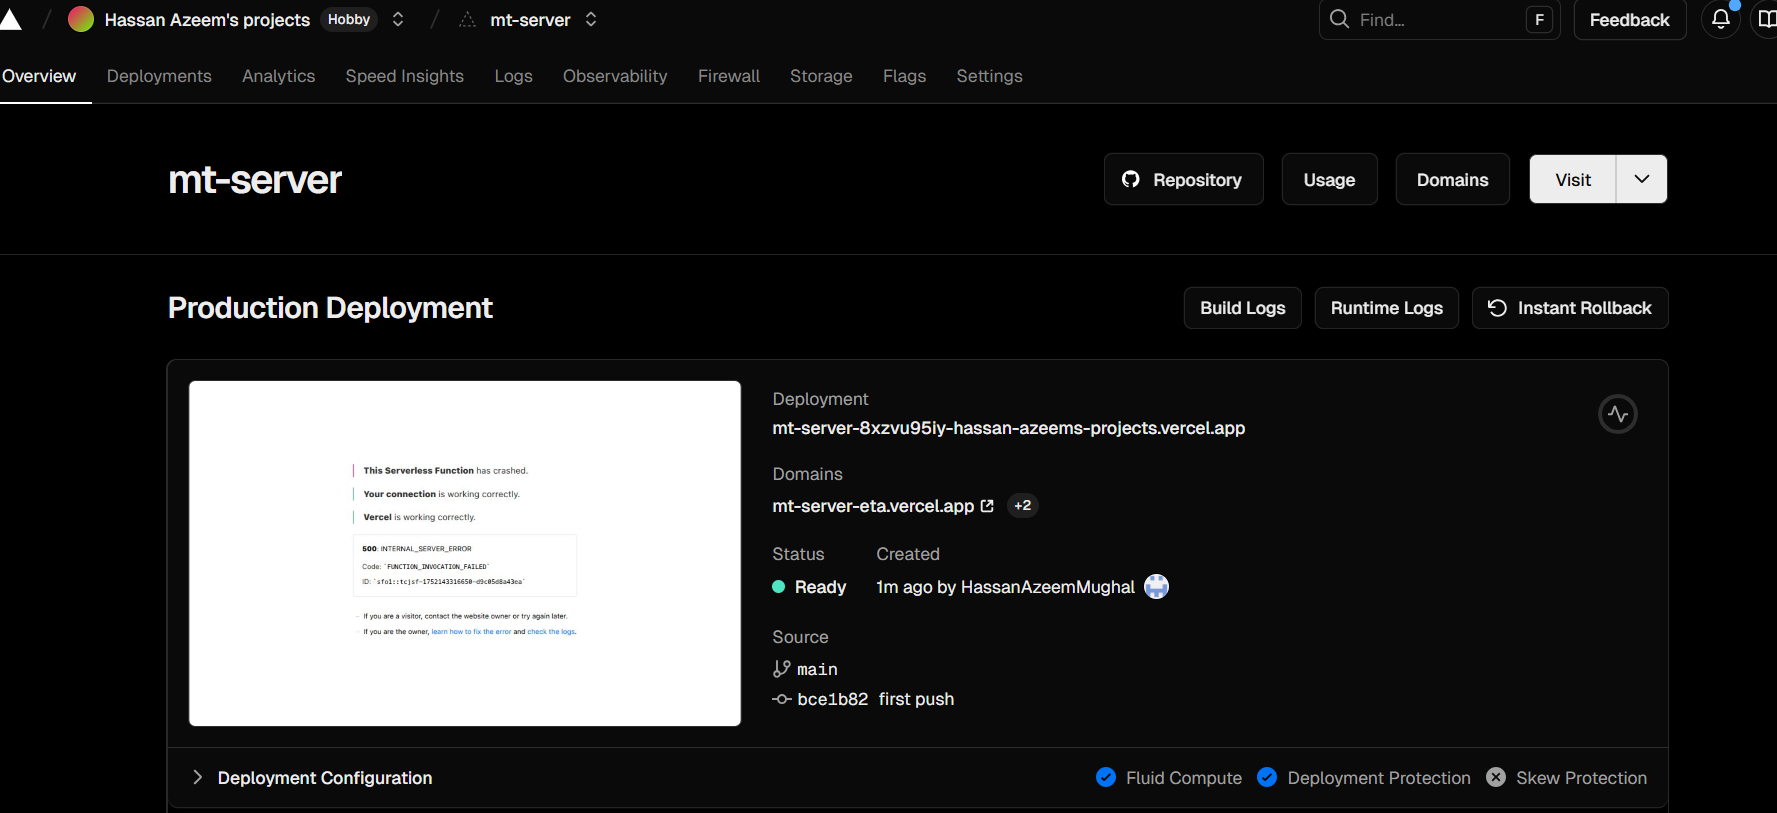 Hassan Azeem's projects Hobby mt-server Find... F Feedback
Overview Deployments Analytics Speed Insights Logs Observability Firewall Storage Flags Settings
mt-server Repository Usage Domains Visit
Production Deployment Build Logs Runtime Logs Instant Rollback
This Serverless Function has crashed.
Your connection is working correctly.
Vercel is working correctly.
500: INTERNAL_SERVER_ERROR
Code: `FUNCTION_INVOCATION_FAILED`
ID: `sfo1::tcjsf-1752143316650-d9c05d8a43ea`
If you are a visitor, contact the website owner or try again later.
If you are the owner, learn how to fix the error and check the logs.
Deployment
mt-server-8xzvu95iy-hassan-azeems-projects.vercel.app
Domains
mt-server-eta.vercel.app +2
Status Created
Ready 1m ago by HassanAzeemMughal
Source
main
bce1b82 first push
Deployment Configuration Fluid Compute Deployment Protection Skew Protection